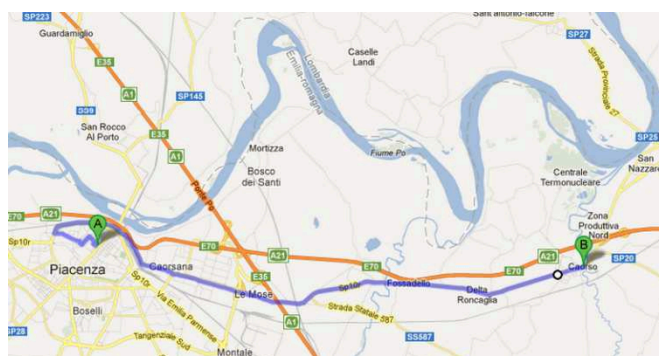 SP223
Guardamiglio
E35
A1
SP145
DD9
San Rocco
Al Porto
E35
A1
Mortizza
Bosco
dei Santi
Ponte Po
Lombardia
Emilia-romagna
Caselle
Landi
Fiume Po
Sant'antonio-falcone
SP27
Strada Provinciale 27
SP25
San
Nazzaro
Centrale
Termonucleare
Zona
Produttiva
Nord
B
A21
Caorso
SP20
E70
A21
A
Sp10r
Piacenza
Caorsana
E70
A21
E35
Le Mose
Sp10r
E70
Fossadello
E70
Delta
Roncaglia
Sp10r
Via Emilia Parmense
Boselli
Tangenziale Sud
SP28
Montale
A1
Strada Statale 587
SS587